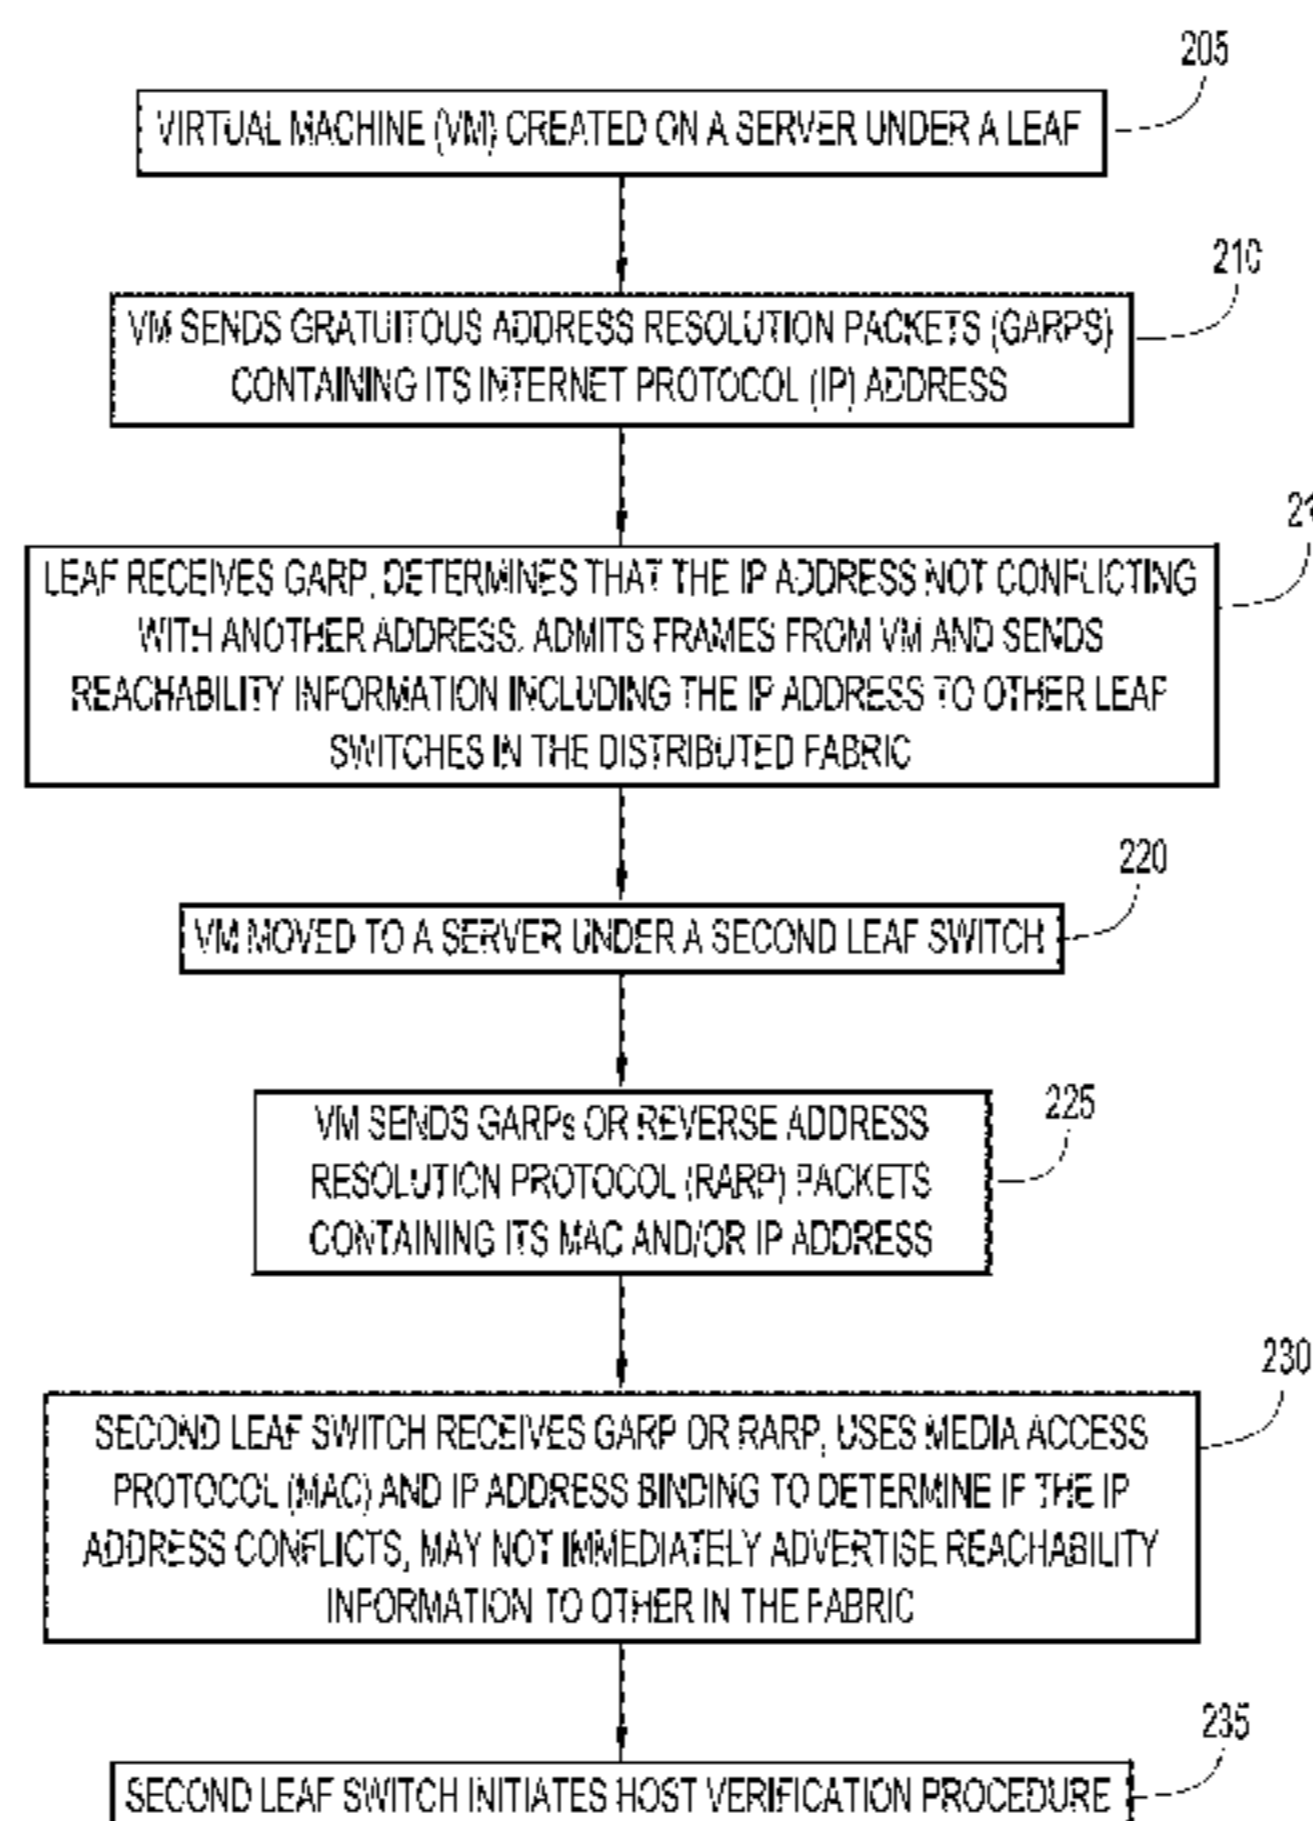 205
VIRTUAL MACHINE (VM) CREATED ON A SERVER UNDER A LEAF
210
VM SENDS GRATUITOUS ADDRESS RESOLUTION PACKETS (GARPS)
CONTAINING ITS INTERNET PROTOCOL (IP) ADDRESS
LEAF RECEIVES GARP, DETERMINES THAT THE IP ADDRESS NOT CONFLICTING
WITH ANOTHER ADDRESS, ADMITS FRAMES FROM VM AND SENDS
REACHABILITY INFORMATION INCLUDING THE IP ADDRESS TO OTHER LEAF
SWITCHES IN THE DISTRIBUTED FABRIC
220
VM MOVED TO A SERVER UNDER A SECOND LEAF SWITCH
225
VM SENDS GARPs OR REVERSE ADDRESS
RESOLUTION PROTOCOL (RARP) PACKETS
CONTAINING ITS MAC AND/OR IP ADDRESS
230
SECOND LEAF SWITCH RECEIVES GARP OR RARP, USES MEDIA ACCESS
PROTOCOL (MAC) AND IP ADDRESS BINDING TO DETERMINE IF THE IP
ADDRESS CONFLICTS, MAY NOT IMMEDIATELY ADVERTISE REACHABILITY
INFORMATION TO OTHER IN THE FABRIC
235
SECOND LEAF SWITCH INITIATES HOST VERIFICATION PROCEDURE